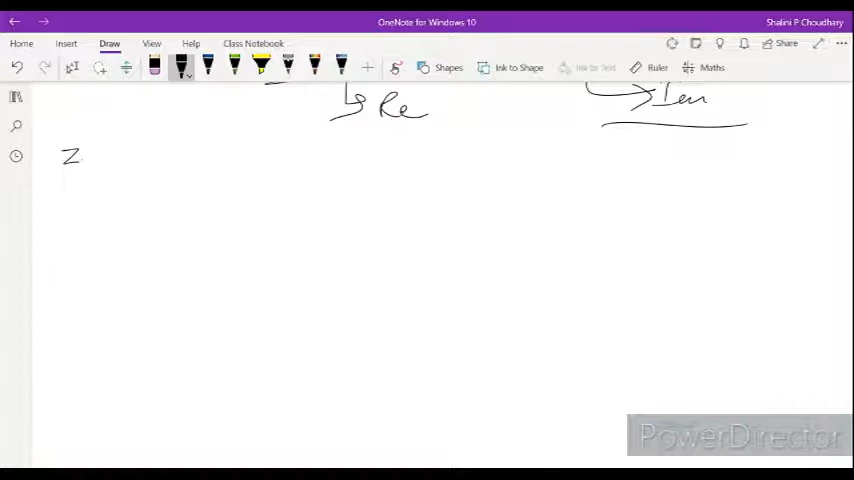 OneNote for Windows 10
Shalini P Choudhary
Home Insert Draw View Help Class Notebook Share
Shapes Ink to Shape Ink to Text Ruler Maths
Re Im
Z
PowerDirector